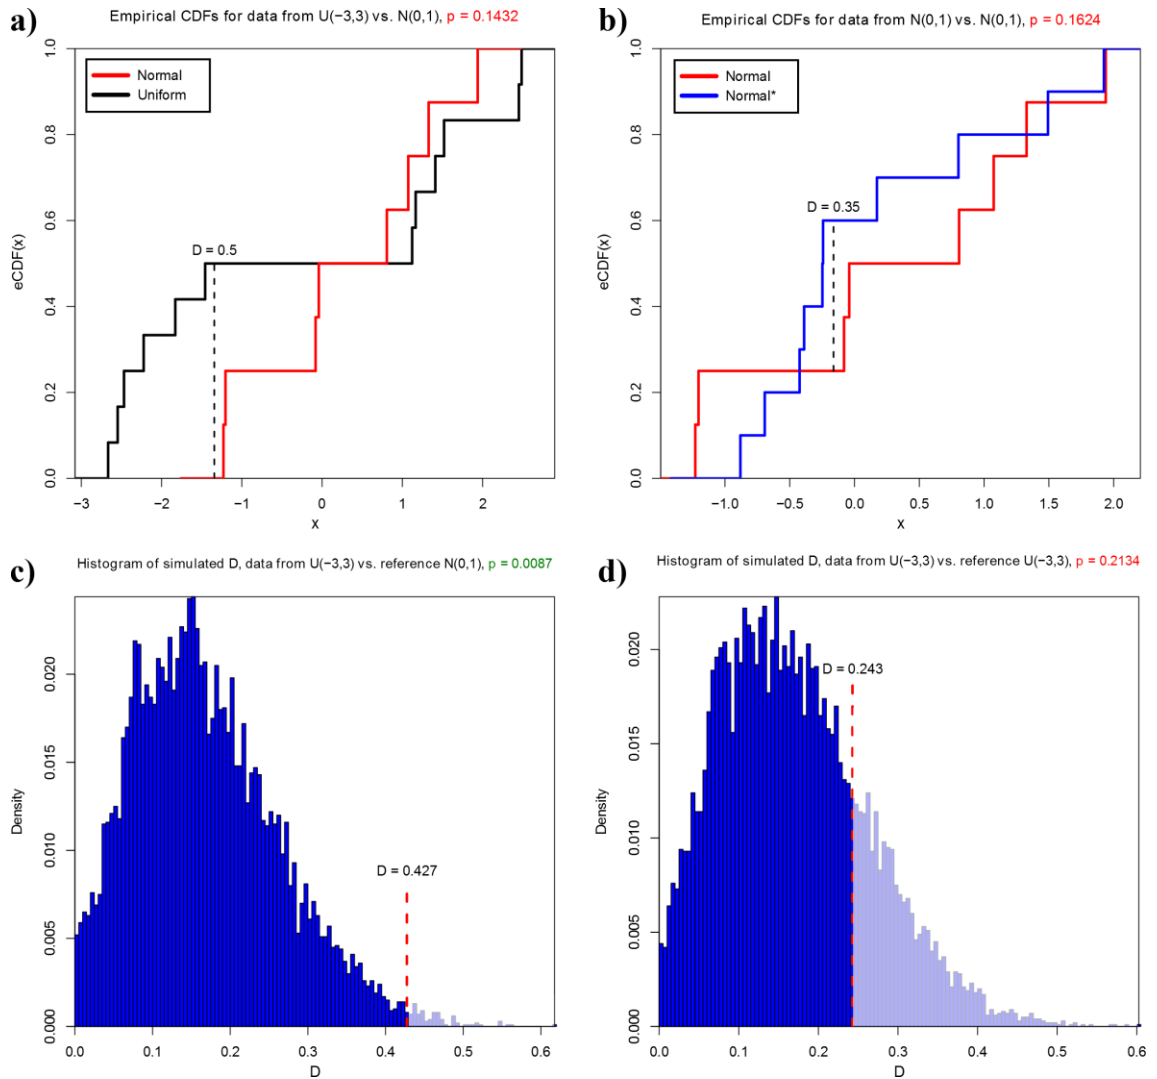 a)
Empirical CDFs for data from U(−3,3) vs. N(0,1), p = 0.1432
Normal
Uniform
D = 0.5
eCDF(x)
0.0
0.2
0.4
0.6
0.8
1.0
−3
−2
−1
0
1
2
x
b)
Empirical CDFs for data from N(0,1) vs. N(0,1), p = 0.1624
Normal
Normal*
D = 0.35
eCDF(x)
0.0
0.2
0.4
0.6
0.8
1.0
−1.0
−0.5
0.0
0.5
1.0
1.5
2.0
x
c)
Histogram of simulated D, data from U(−3,3) vs. reference N(0,1), p = 0.0087
D = 0.427
Density
0.000
0.005
0.010
0.015
0.020
0.0
0.1
0.2
0.3
0.4
0.5
0.6
D
d)
Histogram of simulated D, data from U(−3,3) vs. reference U(−3,3), p = 0.2134
D = 0.243
Density
0.000
0.005
0.010
0.015
0.020
0.0
0.1
0.2
0.3
0.4
0.5
0.6
D